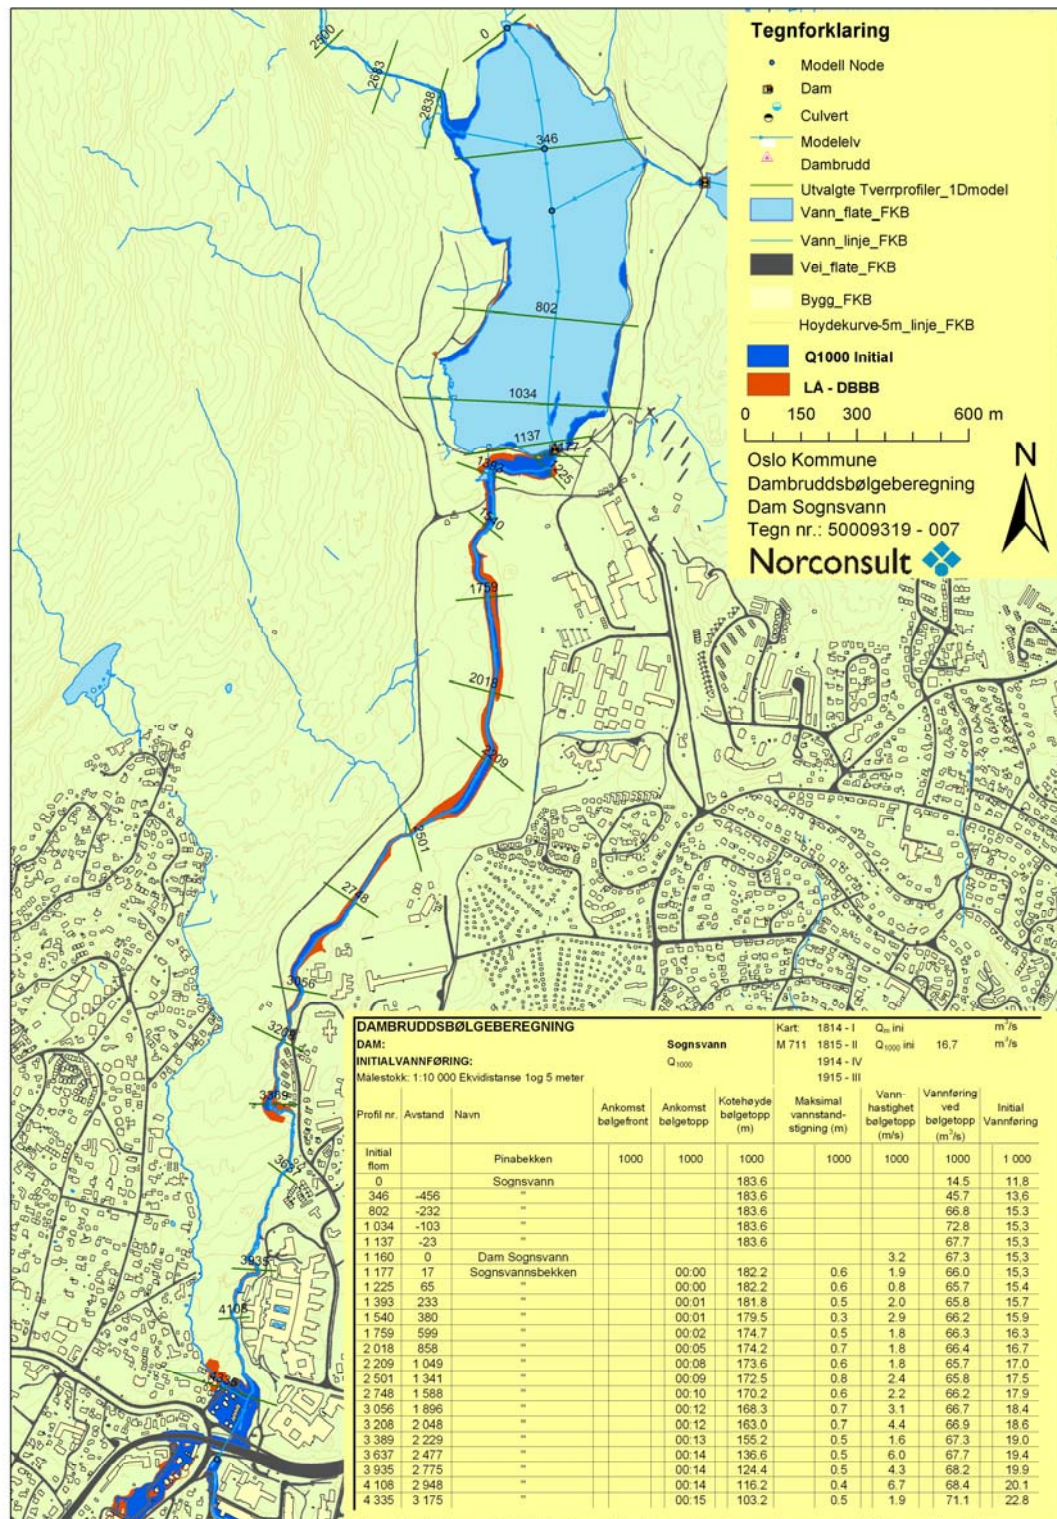 Tegnforklaring
Modell Node
Dam
Culvert
Modelelv
Dambrudd
Utvalgte Tverrprofiler_1Dmodel
Vann_flate_FKB
Vann_linje_FKB
Vei_flate_FKB
Bygg_FKB
Hoydekurve-5m_linje_FKB
Q1000 Initial
LA - DBBB
0 150 300 600 m
Oslo Kommune
Dambruddsbølgeberegning
Dam Sognsvann
Tegn nr.: 50009319 - 007
Norconsult
N
2500
2683
2838
0
346
802
1034
1137
1177
1225
1393
1540
1759
2018
2209
2501
2748
3056
3208
3389
3637
3935
4108
4335
DAMBRUDDSBØLGEBEREGNING Kart: 1814 - I Qm ini m³/s
DAM: Sognsvann M 711 1815 - II Q1000 ini 16,7 m³/s
INITIALVANNFØRING: Q1000 1914 - IV
Målestokk: 1:10 000 Ekvidistanse 1og 5 meter 1915 - III
Profil nr. Avstand Navn Ankomst bølgefront Ankomst bølgetopp Kotehøyde bølgetopp (m) Maksimal vannstand-stigning (m) Vann-hastighet bølgetopp (m/s) Vannføring ved bølgetopp (m³/s) Initial Vannføring
Initial flom Pinabekken 1000 1000 1000 1000 1000 1000 1 000
0 Sognsvann 183.6 14.5 11,8
346 -456 " 183.6 45.7 13,6
802 -232 " 183.6 66.8 15,3
1 034 -103 " 183.6 72.8 15,3
1 137 -23 " 183.6 67.7 15,3
1 160 0 Dam Sognsvann 3.2 67.3 15,3
1 177 17 Sognsvannsbekken 00:00 182.2 0.6 1.9 66.0 15,3
1 225 65 " 00:00 182.2 0.6 0.8 65.7 15,4
1 393 233 " 00:01 181.8 0.5 2.0 65.8 15,7
1 540 380 " 00:01 179.5 0.3 2.9 66.2 15,9
1 759 599 " 00:02 174.7 0.5 1.8 66.3 16,3
2 018 858 " 00:05 174.2 0.7 1.8 66.4 16,7
2 209 1 049 " 00:08 173.6 0.6 1.8 65.7 17,0
2 501 1 341 " 00:09 172.5 0.8 2.4 65.8 17,5
2 748 1 588 " 00:10 170.2 0.6 2.2 66.2 17,9
3 056 1 896 " 00:12 168.3 0.7 3.1 66.7 18,4
3 208 2 048 " 00:12 163.0 0.7 4.4 66.9 18,6
3 389 2 229 " 00:13 155.2 0.5 1.6 67.3 19,0
3 637 2 477 " 00:14 136.6 0.5 6.0 67.7 19,4
3 935 2 775 " 00:14 124.4 0.5 4.3 68.2 19,9
4 108 2 948 " 00:14 116.2 0.4 6.7 68.4 20,1
4 335 3 175 " 00:15 103.2 0.5 1.9 71.1 22,8